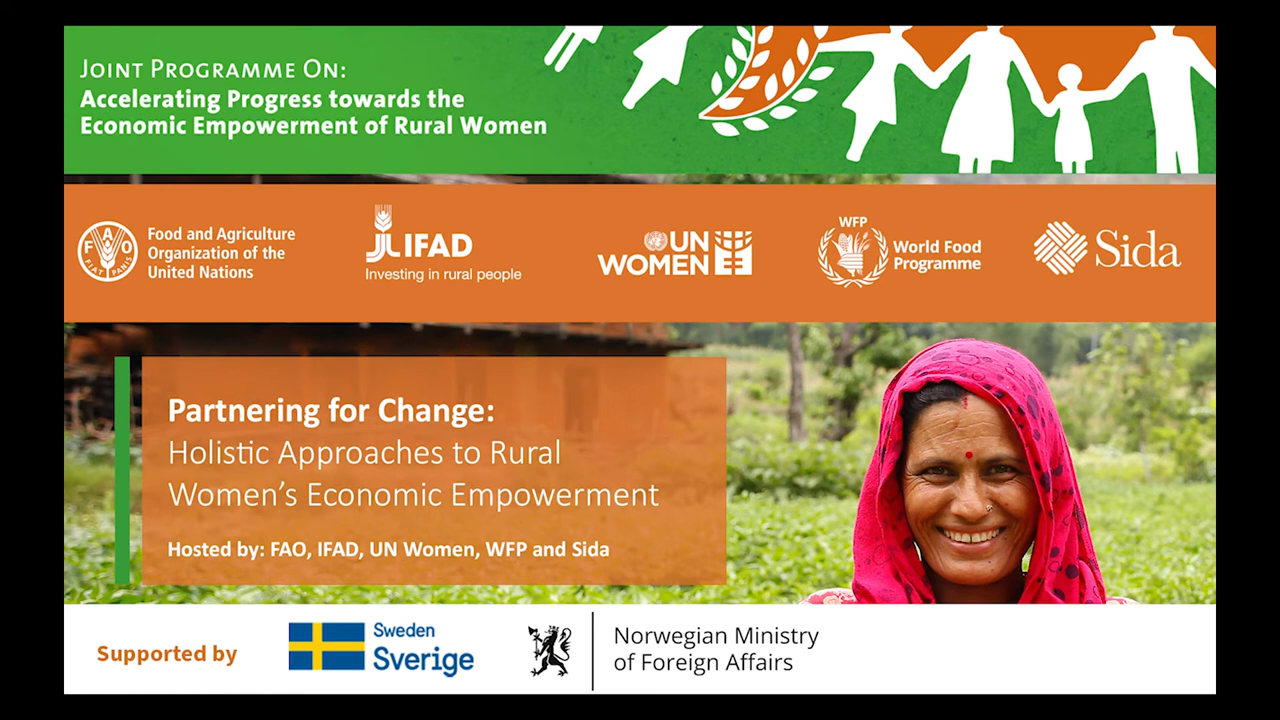 JOINT PROGRAMME ON:
Accelerating Progress towards the
Economic Empowerment of Rural Women
F A O
FIAT PANIS
Food and Agriculture
Organization of the
United Nations
JL IFAD
Investing in rural people
UN
WOMEN
WFP
World Food
Programme
Sida
Partnering for Change:
Holistic Approaches to Rural
Women’s Economic Empowerment
Hosted by: FAO, IFAD, UN Women, WFP and Sida
Supported by
Sweden
Sverige
Norwegian Ministry
of Foreign Affairs